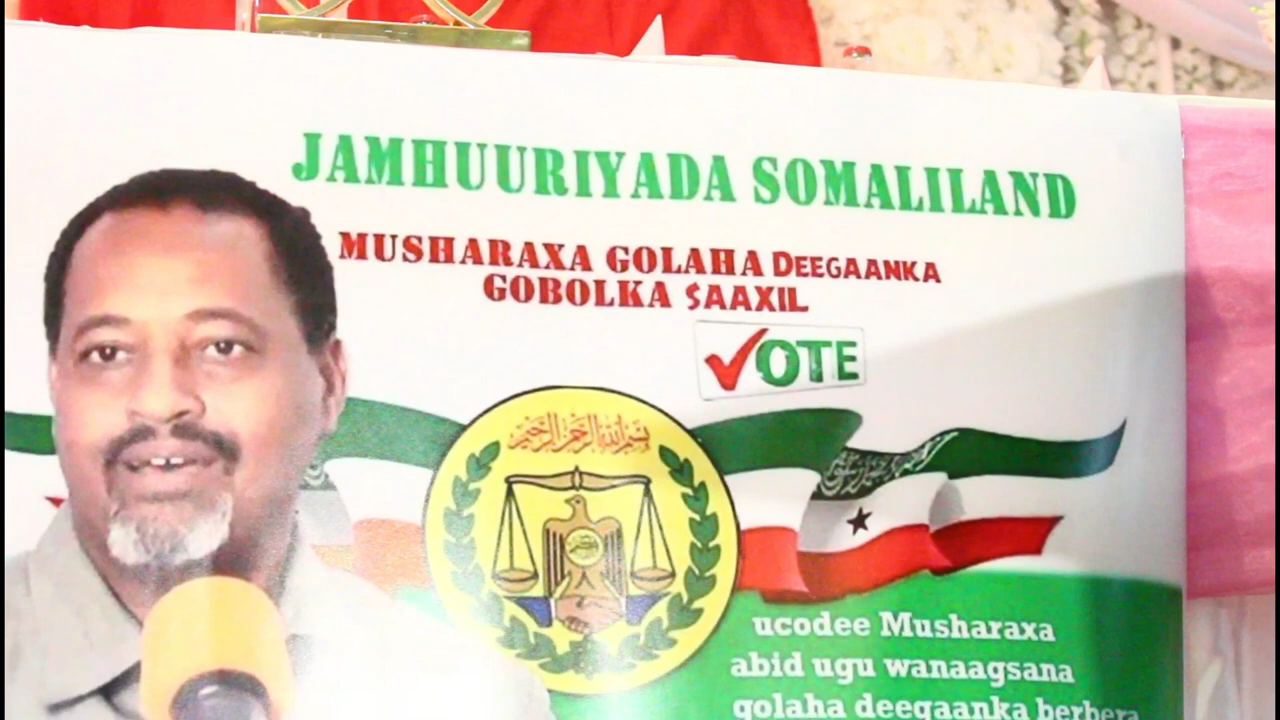 JAMHUURIYADA SOMALILAND
MUSHARAXA GOLAHA DEEGAANKA
GOBOLKA SAAXIL
VOTE
بسم الله الرحمن الرحيم
ucodee Musharaxa
abid ugu wanaagsana
golaha deegaanka berbera